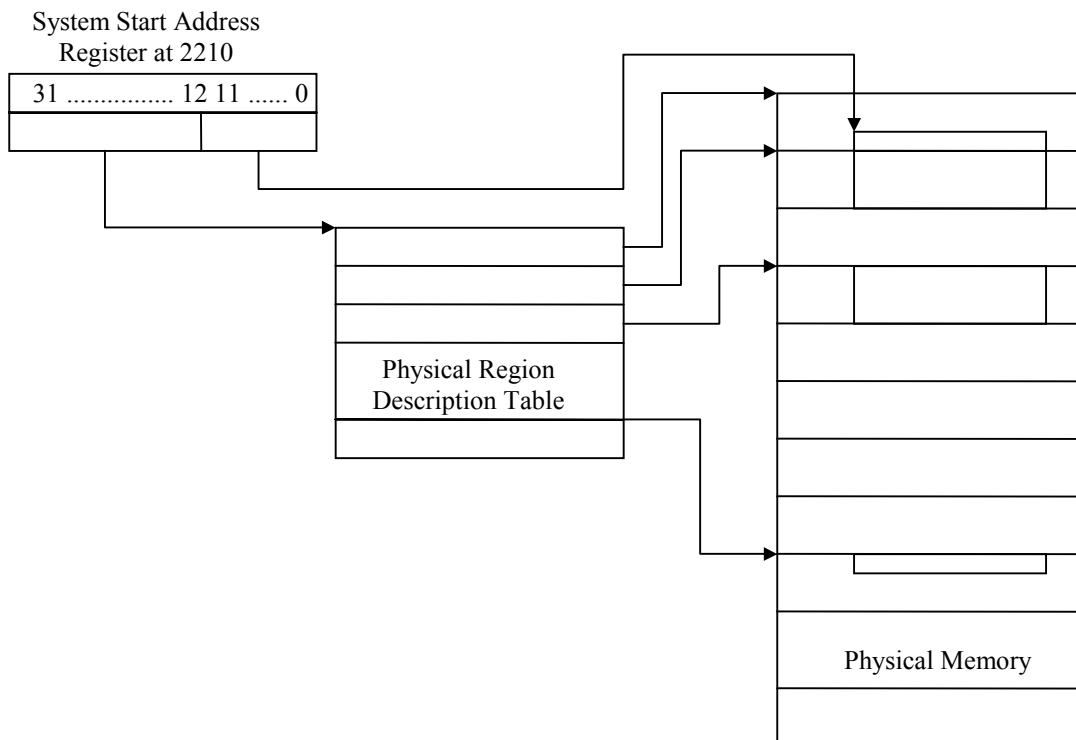 System Start Address
Register at 2210
31 ................ 12 11 ...... 0
Physical Region
Description Table
Physical Memory